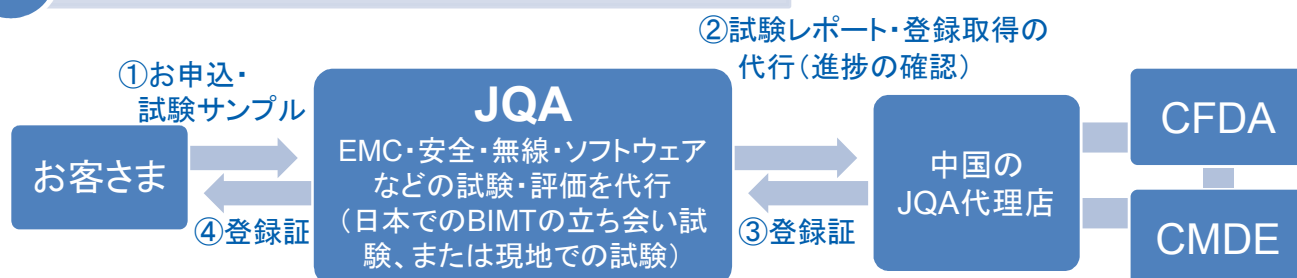 ②試験レポート・登録取得の
代行(進捗の確認)
①お申込・
試験サンプル
お客さま
JQA
EMC・安全・無線・ソフトウェア
などの試験・評価を代行
(日本でのBIMTの立ち会い試
験、または現地での試験)
④登録証
③登録証
中国の
JQA代理店
CFDA
CMDE